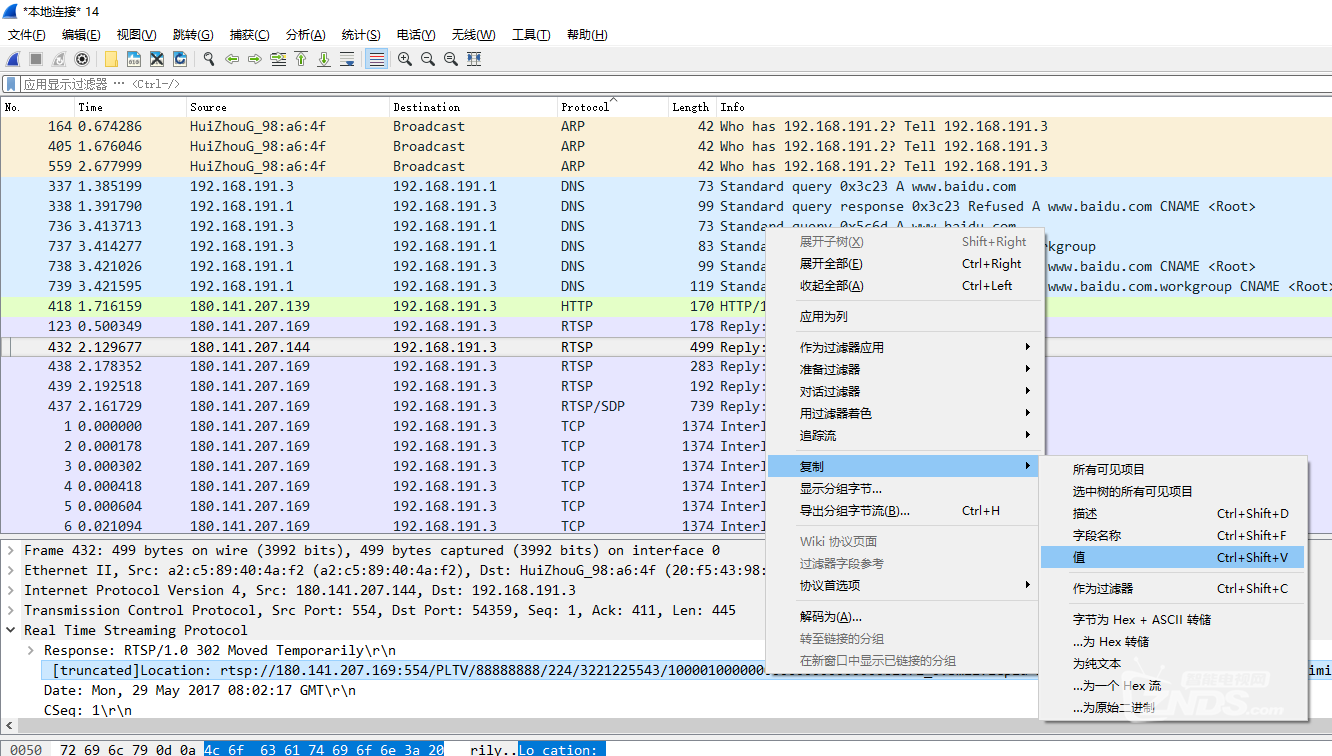 *本地连接* 14
文件(F) 编辑(E) 视图(V) 跳转(G) 捕获(C) 分析(A) 统计(S) 电话(Y) 无线(W) 工具(T) 帮助(H)
应用显示过滤器 … <Ctrl-/>
No. Time Source Destination Protocol Length Info
164 0.674286 HuiZhouG_98:a6:4f Broadcast ARP 42 Who has 192.168.191.2? Tell 192.168.191.3
405 1.676046 HuiZhouG_98:a6:4f Broadcast ARP 42 Who has 192.168.191.2? Tell 192.168.191.3
559 2.677999 HuiZhouG_98:a6:4f Broadcast ARP 42 Who has 192.168.191.2? Tell 192.168.191.3
337 1.385199 192.168.191.3 192.168.191.1 DNS 73 Standard query 0x3c23 A www.baidu.com
338 1.391790 192.168.191.1 192.168.191.3 DNS 99 Standard query response 0x3c23 Refused A www.baidu.com CNAME <Root>
736 3.413713 192.168.191.3 192.168.191.1 DNS 73 Standard query 0x5c6d A www.baidu.com
737 3.414277 192.168.191.3 192.168.191.1 DNS 83 Standa kgroup
738 3.421026 192.168.191.1 192.168.191.3 DNS 99 Standa www.baidu.com CNAME <Root>
739 3.421595 192.168.191.1 192.168.191.3 DNS 119 Standa www.baidu.com.workgroup CNAME <Root>
418 1.716159 180.141.207.139 192.168.191.3 HTTP 170 HTTP/1
123 0.500349 180.141.207.169 192.168.191.3 RTSP 178 Reply:
432 2.129677 180.141.207.144 192.168.191.3 RTSP 499 Reply:
438 2.178352 180.141.207.169 192.168.191.3 RTSP 283 Reply:
439 2.192518 180.141.207.169 192.168.191.3 RTSP 192 Reply:
437 2.161729 180.141.207.169 192.168.191.3 RTSP/SDP 739 Reply:
1 0.000000 180.141.207.169 192.168.191.3 TCP 1374 Interl
2 0.000178 180.141.207.169 192.168.191.3 TCP 1374 Interl
3 0.000302 180.141.207.169 192.168.191.3 TCP 1374 Interl
4 0.000418 180.141.207.169 192.168.191.3 TCP 1374 Interl
5 0.000604 180.141.207.169 192.168.191.3 TCP 1374 Interl
6 0.021094 180.141.207.169 192.168.191.3 TCP 1374 Interl
展开子树(X) Shift+Right
展开全部(E) Ctrl+Right
收起全部(A) Ctrl+Left
应用为列
作为过滤器应用
准备过滤器
对话过滤器
用过滤器着色
追踪流
复制
显示分组字节...
导出分组字节流(B)... Ctrl+H
Wiki 协议页面
过滤器字段参考
协议首选项
解码为(A)...
转至链接的分组
在新窗口中显示已链接的分组
所有可见项目
选中树的所有可见项目
描述 Ctrl+Shift+D
字段名称 Ctrl+Shift+F
值 Ctrl+Shift+V
作为过滤器 Ctrl+Shift+C
字节为 Hex + ASCII 转储
...为 Hex 转储
为纯文本
...为一个 Hex 流
...为原始二进制
智能电视网
ZNDS.com
Frame 432: 499 bytes on wire (3992 bits), 499 bytes captured (3992 bits) on interface 0
Ethernet II, Src: a2:c5:89:40:4a:f2 (a2:c5:89:40:4a:f2), Dst: HuiZhouG_98:a6:4f (20:f5:43:98:
Internet Protocol Version 4, Src: 180.141.207.144, Dst: 192.168.191.3
Transmission Control Protocol, Src Port: 554, Dst Port: 54359, Seq: 1, Ack: 411, Len: 445
Real Time Streaming Protocol
Response: RTSP/1.0 302 Moved Temporarily\r\n
[truncated]Location: rtsp://180.141.207.169:554/PLTV/88888888/224/3221225543/1000010000000 imi
Date: Mon, 29 May 2017 08:02:17 GMT\r\n
CSeq: 1\r\n
0050 72 69 6c 79 0d 0a 4c 6f 63 61 74 69 6f 6e 3a 20 rily..Lo cation: